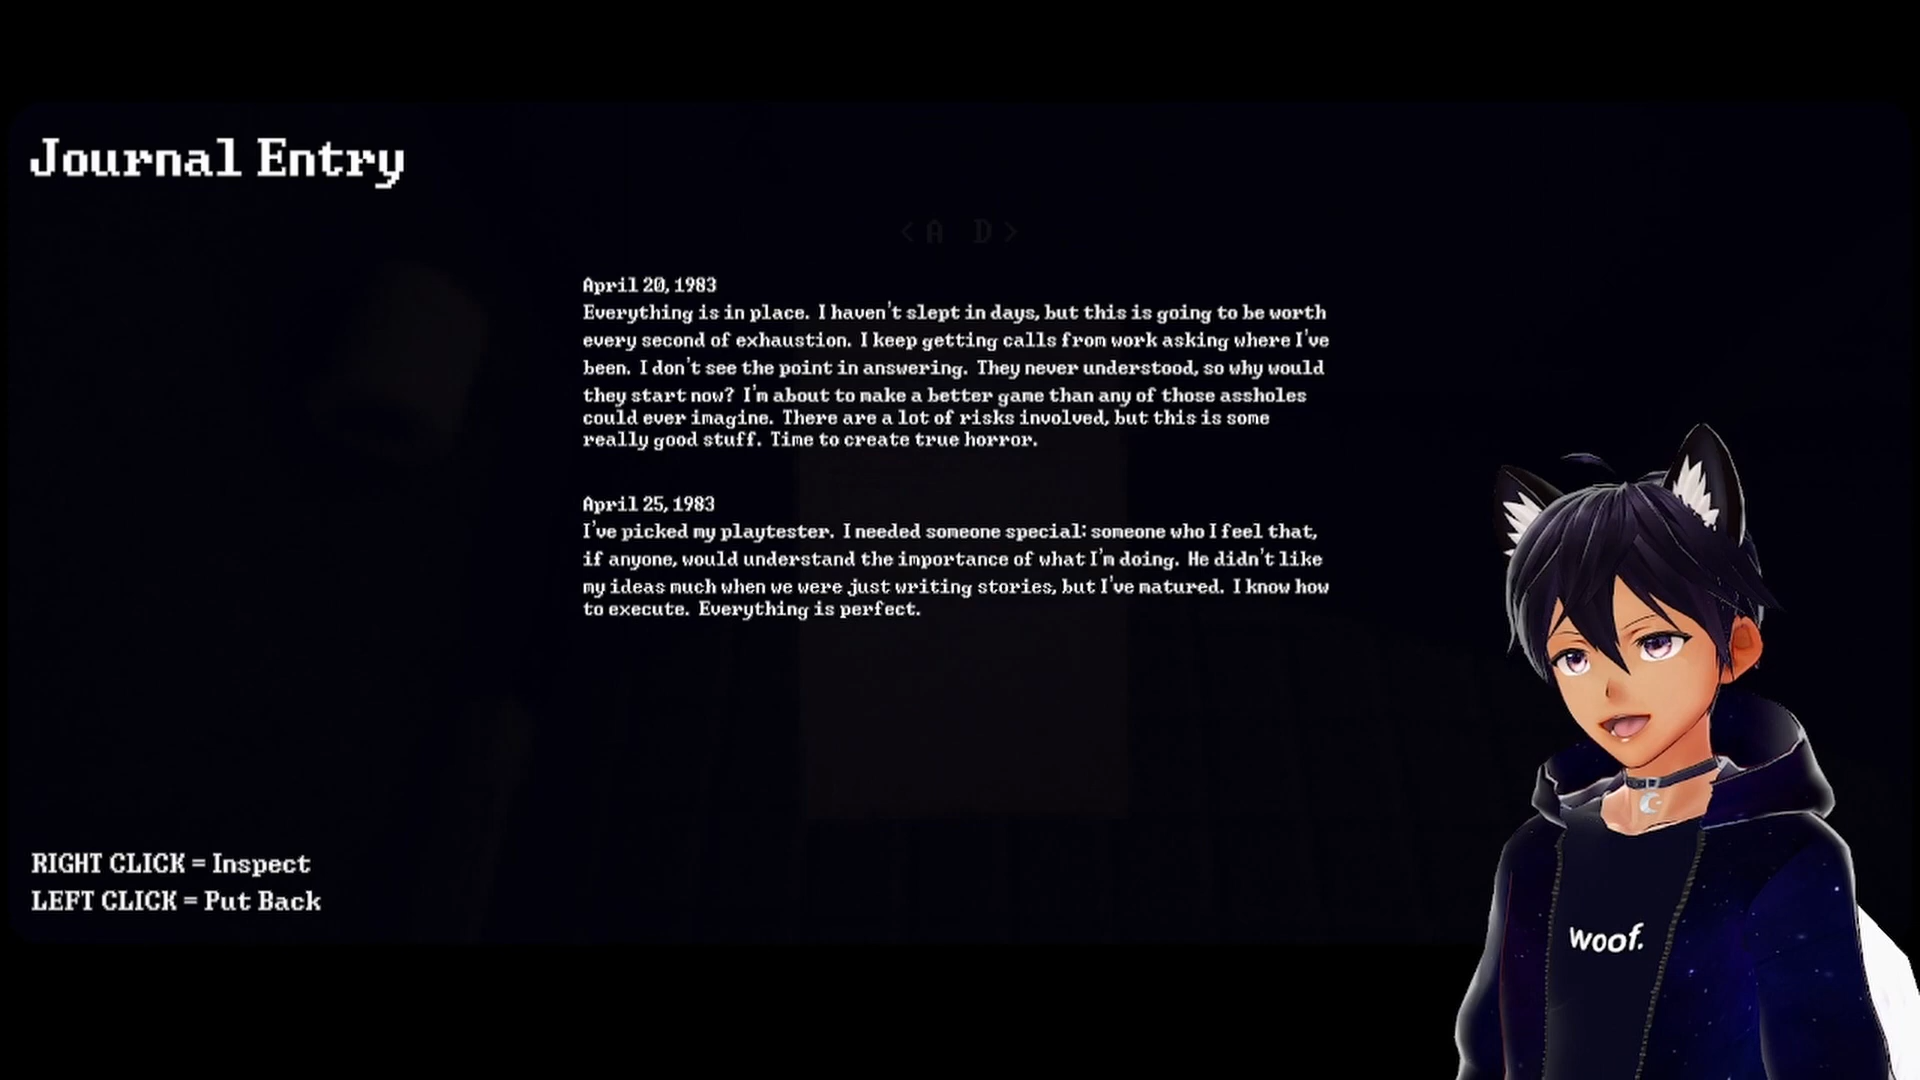 Journal Entry
<A D>
April 20, 1983
Everything is in place. I haven't slept in days, but this is going to be worth
every second of exhaustion. I keep getting calls from work asking where I've
been. I don't see the point in answering. They never understood, so why would
they start now? I'm about to make a better game than any of those assholes
could ever imagine. There are a lot of risks involved, but this is some
really good stuff. Time to create true horror.
April 25, 1983
I've picked my playtester. I needed someone special: someone who I feel that,
if anyone, would understand the importance of what I'm doing. He didn't like
my ideas much when we were just writing stories, but I've matured. I know how
to execute. Everything is perfect.
RIGHT CLICK = Inspect
LEFT CLICK = Put Back
woof.